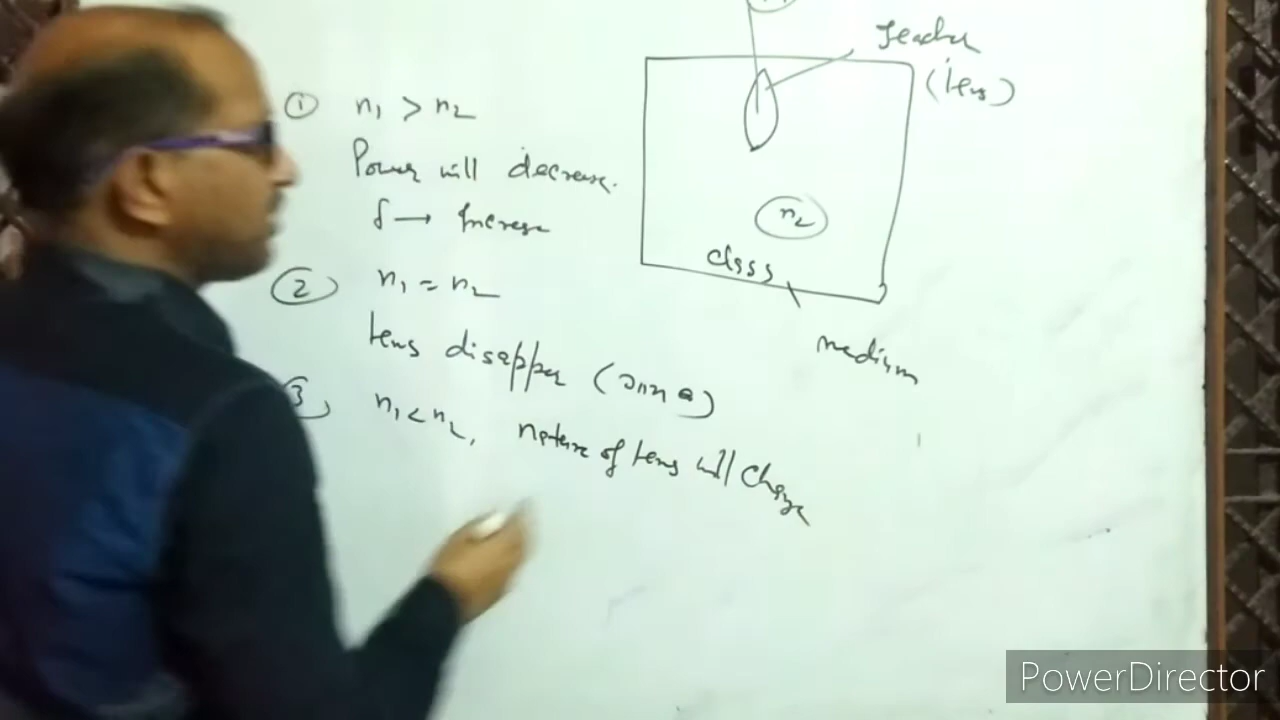 Teacher
(lens)
① n₁ > n₂
Power will decrease.
δ → Increase
n₂
class
② n₁ = n₂
medium
lens disapper
3 n₁ < n₂, nature of lens will change
PowerDirector